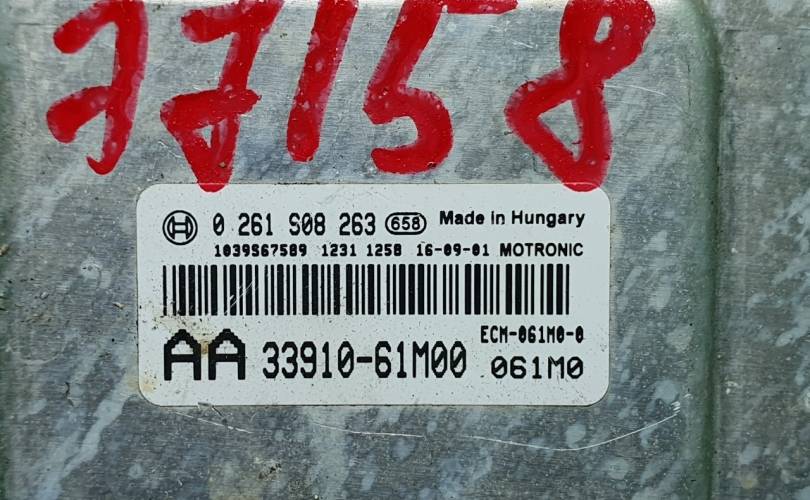 77158
0 261 S08 263 658 Made in Hungary
1039S67589 1231 1258 16-09-01 MOTRONIC
ECM-061M0-0
AA 33910-61M00 061M0